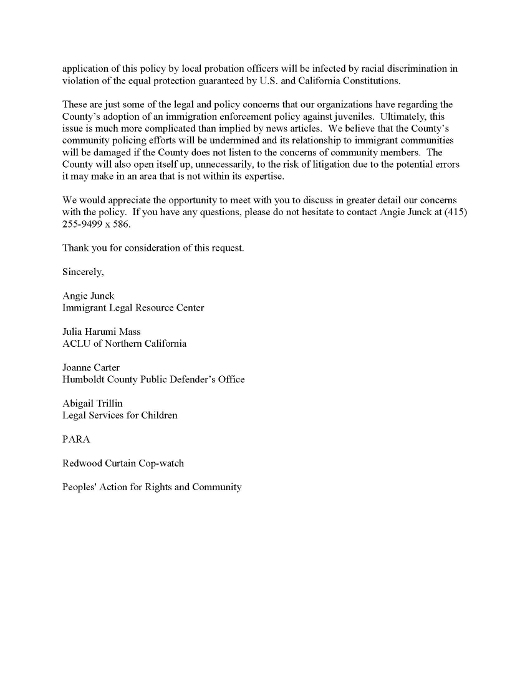 application of this policy by local probation officers will be infected by racial discrimination in
violation of the equal protection guaranteed by U.S. and California Constitutions.
These are just some of the legal and policy concerns that our organizations have regarding the
County's adoption of an immigration enforcement policy against juveniles.  Ultimately, this
issue is much more complicated than implied by news articles.  We believe that the County's
community policing efforts will be undermined and its relationship to immigrant communities
will be damaged if the County does not listen to the concerns of community members.  The
County will also open itself up, unnecessarily, to the risk of litigation due to the potential errors
it may make in an area that is not within its expertise.
We would appreciate the opportunity to meet with you to discuss in greater detail our concerns
with the policy.  If you have any questions, please do not hesitate to contact Angie Junck at (415)
255-9499 x 586.
Thank you for consideration of this request.
Sincerely,
Angie Junck
Immigrant Legal Resource Center
Julia Harumi Mass
ACLU of Northern California
Joanne Carter
Humboldt County Public Defender's Office
Abigail Trillin
Legal Services for Children
PARA
Redwood Curtain Cop-watch
Peoples' Action for Rights and Community